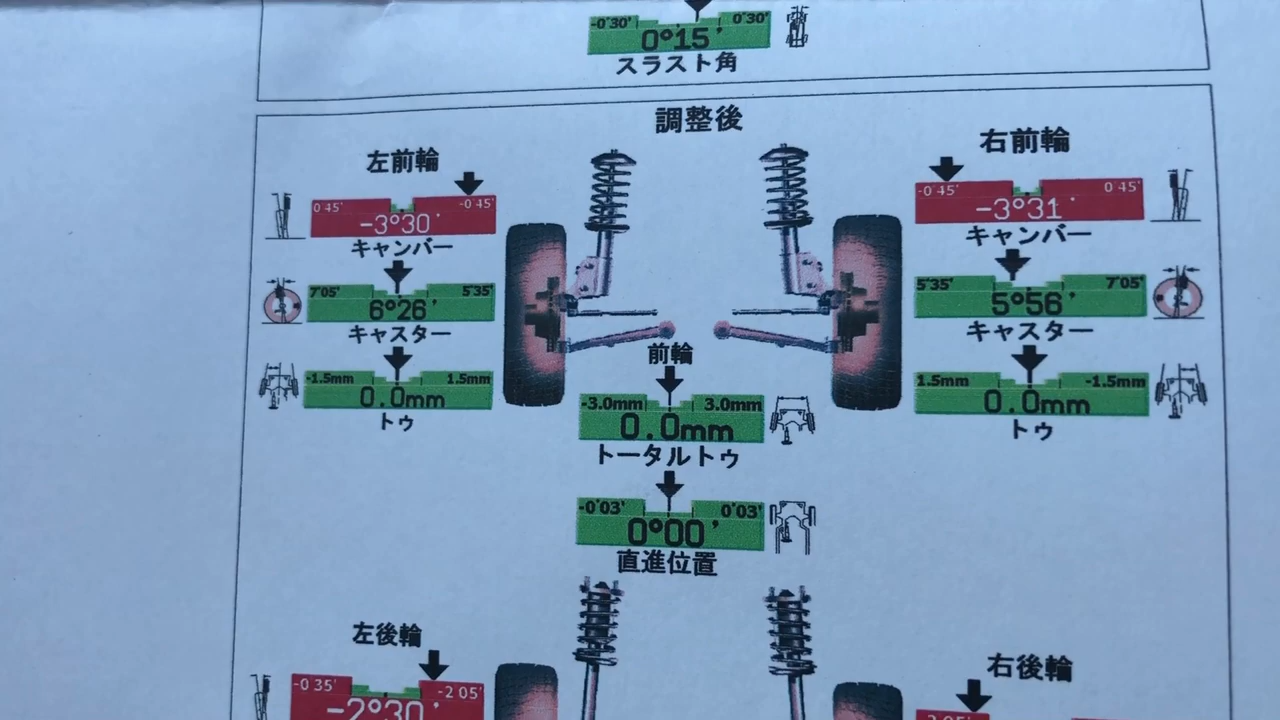 -0°30' 0°30'
0°15'
スラスト角
調整後
左前輪
0°45' -0°45'
-3°30'
キャンバー
7°05' 5°35'
6°26'
キャスター
-1.5mm 1.5mm
0.0mm
トゥ
右前輪
-0°45' 0°45'
-3°31'
キャンバー
5°35' 7°05'
5°56'
キャスター
1.5mm -1.5mm
0.0mm
トゥ
前輪
-3.0mm 3.0mm
0.0mm
トータルトゥ
-0°03' 0°03'
0°00'
直進位置
左後輪
-0°35' -2°05'
-2°30'
右後輪